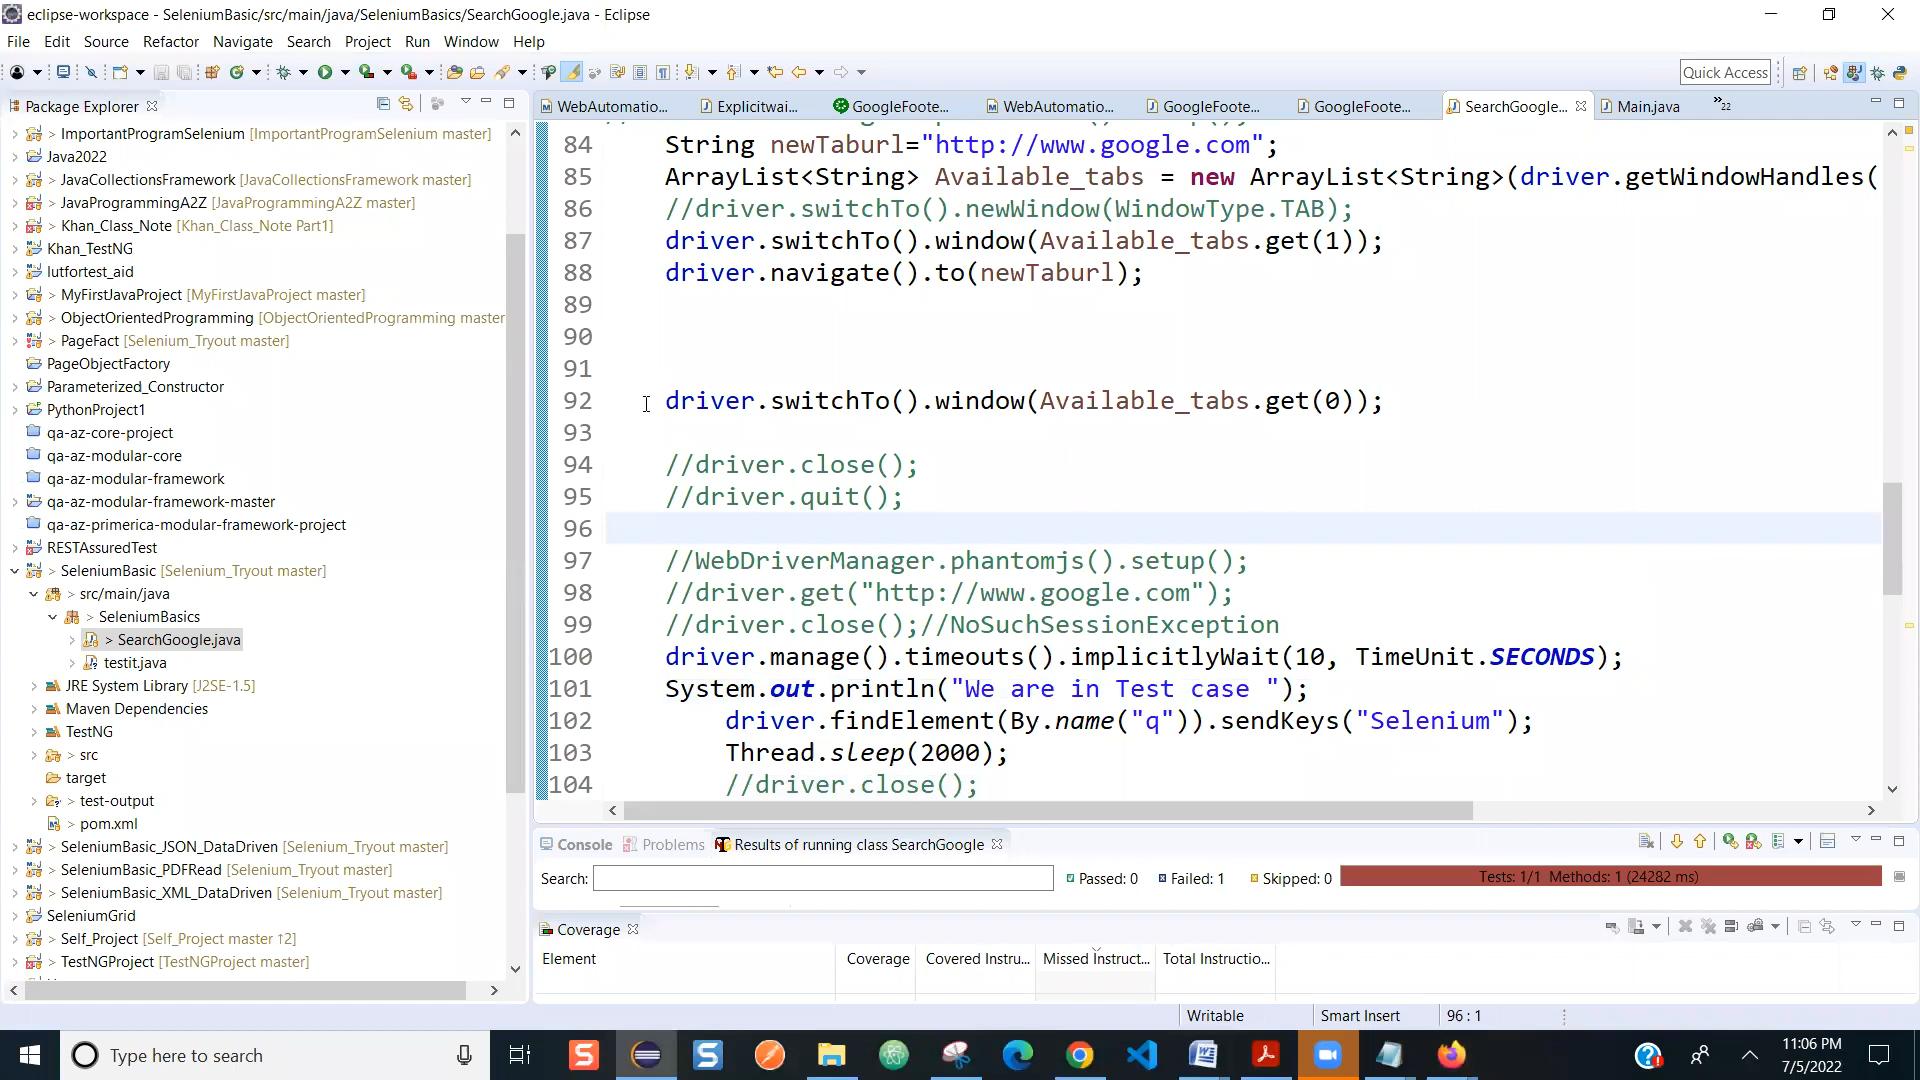 eclipse-workspace - SeleniumBasic/src/main/java/SeleniumBasics/SearchGoogle.java - Eclipse
File Edit Source Refactor Navigate Search Project Run Window Help
Quick Access
Package Explorer
WebAutomatio... Explicitwai... GoogleFoote... WebAutomatio... GoogleFoote... GoogleFoote... SearchGoogle... Main.java »22
> ImportantProgramSelenium [ImportantProgramSelenium master]
Java2022
> JavaCollectionsFramework [JavaCollectionsFramework master]
> JavaProgrammingA2Z [JavaProgrammingA2Z master]
> Khan_Class_Note [Khan_Class_Note Part1]
Khan_TestNG
lutfortest_aid
> MyFirstJavaProject [MyFirstJavaProject master]
> ObjectOrientedProgramming [ObjectOrientedProgramming master
> PageFact [Selenium_Tryout master]
PageObjectFactory
Parameterized_Constructor
PythonProject1
qa-az-core-project
qa-az-modular-core
qa-az-modular-framework
qa-az-modular-framework-master
qa-az-primerica-modular-framework-project
RESTAssuredTest
> SeleniumBasic [Selenium_Tryout master]
> src/main/java
> SeleniumBasics
> SearchGoogle.java
testit.java
JRE System Library [J2SE-1.5]
Maven Dependencies
TestNG
> src
target
> test-output
> pom.xml
> SeleniumBasic_JSON_DataDriven [Selenium_Tryout master]
> SeleniumBasic_PDFRead [Selenium_Tryout master]
> SeleniumBasic_XML_DataDriven [Selenium_Tryout master]
SeleniumGrid
> Self_Project [Self_Project master ↑2]
> TestNGProject [TestNGProject master]
84 String newTaburl="http://www.google.com";
85 ArrayList<String> Available_tabs = new ArrayList<String>(driver.getWindowHandles(
86 //driver.switchTo().newWindow(WindowType.TAB);
87 driver.switchTo().window(Available_tabs.get(1));
88 driver.navigate().to(newTaburl);
89
90
91
92 driver.switchTo().window(Available_tabs.get(0));
93
94 //driver.close();
95 //driver.quit();
96
97 //WebDriverManager.phantomjs().setup();
98 //driver.get("http://www.google.com");
99 //driver.close();//NoSuchSessionException
100 driver.manage().timeouts().implicitlyWait(10, TimeUnit.SECONDS);
101 System.out.println("We are in Test case ");
102 driver.findElement(By.name("q")).sendKeys("Selenium");
103 Thread.sleep(2000);
104 //driver.close();
Console Problems Results of running class SearchGoogle
Search: Passed: 0 Failed: 1 Skipped: 0 Tests: 1/1 Methods: 1 (24282 ms)
Coverage
Element Coverage Covered Instru... Missed Instruct... Total Instructio...
Writable Smart Insert 96 : 1
Type here to search
11:06 PM
7/5/2022